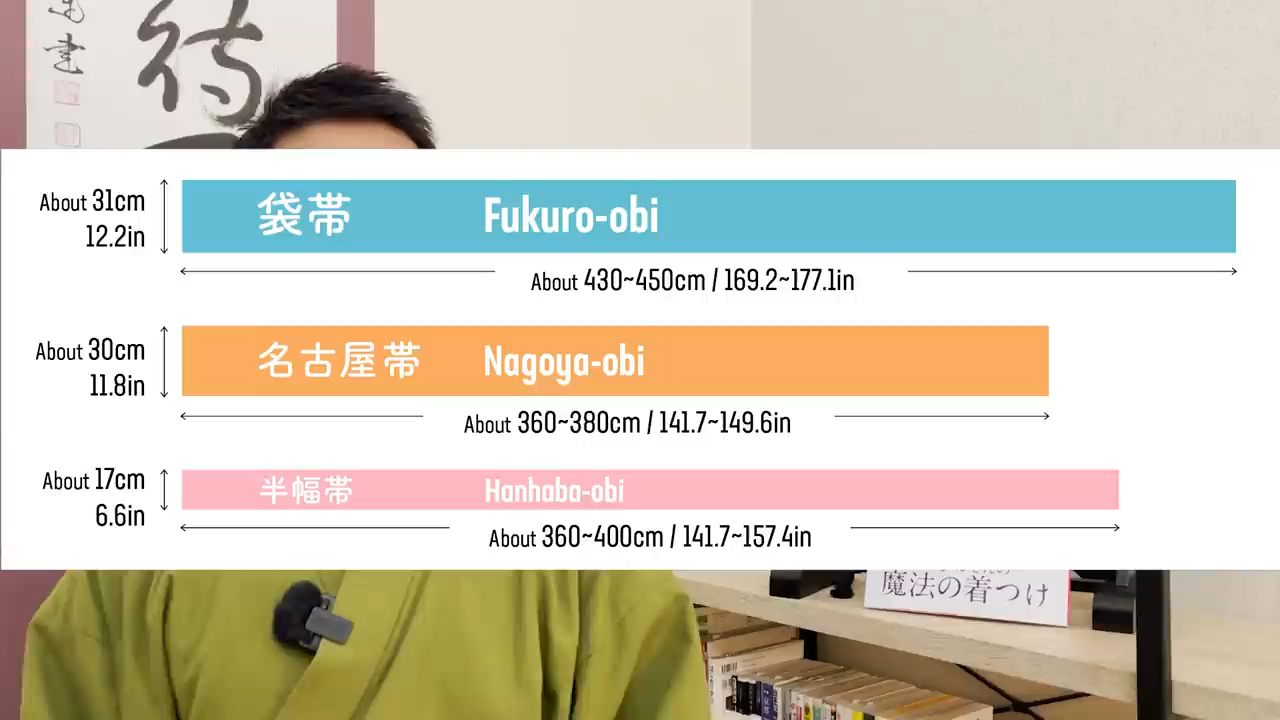 待
About 31cm
12.2in
袋帯 Fukuro-obi
About 430~450cm / 169.2~177.1in
About 30cm
11.8in
名古屋帯 Nagoya-obi
About 360~380cm / 141.7~149.6in
About 17cm
6.6in
半幅帯 Hanhaba-obi
About 360~400cm / 141.7~157.4in
魔法の着つけ